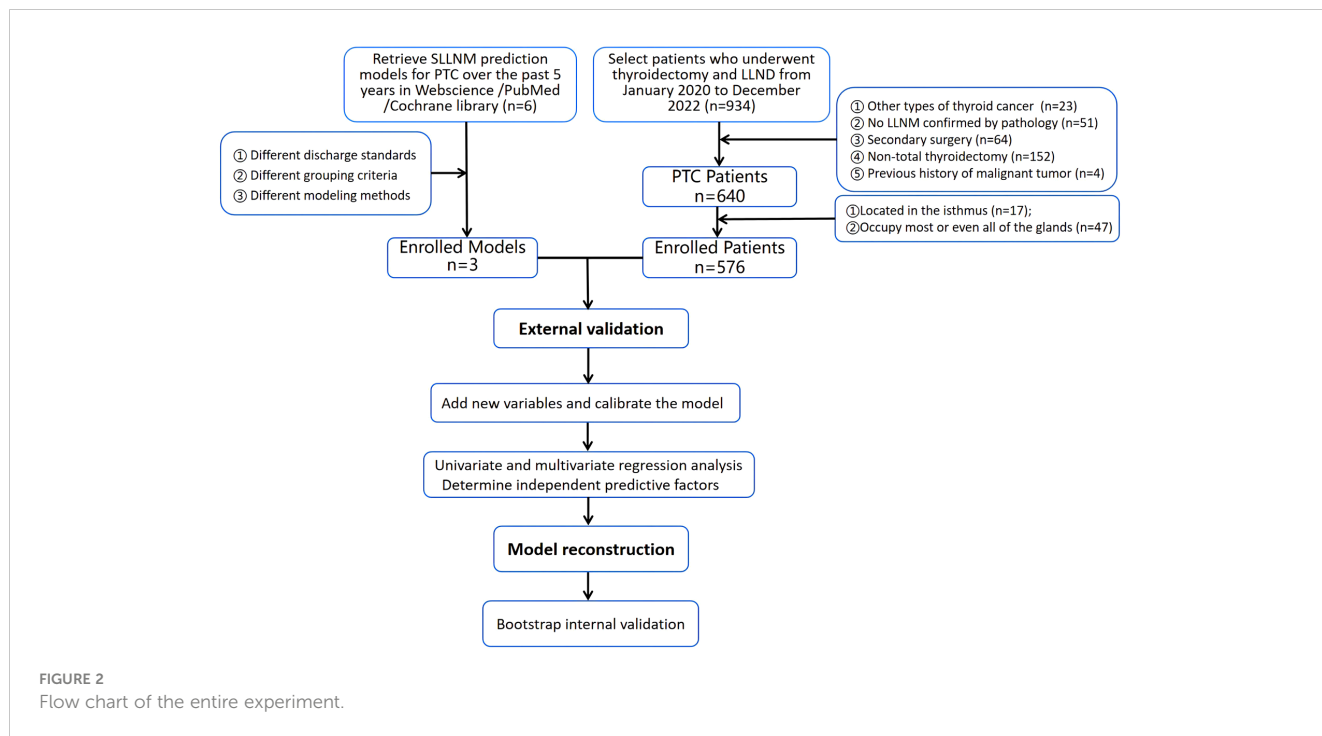 Retrieve SLLNM prediction
models for PTC over the past 5
years in Webscience /PubMed
/Cochrane library (n=6)
Select patients who underwent
thyroidectomy and LLND from
January 2020 to December
2022 (n=934)
① Other types of thyroid cancer (n=23)
② No LLNM confirmed by pathology (n=51)
③ Secondary surgery (n=64)
④ Non-total thyroidectomy (n=152)
⑤ Previous history of malignant tumor (n=4)
① Different discharge standards
② Different grouping criteria
③ Different modeling methods
PTC Patients
n=640
①Located in the isthmus (n=17);
②Occupy most or even all of the glands (n=47)
Enrolled Models
n=3
Enrolled Patients
n=576
External validation
Add new variables and calibrate the model
Univariate and multivariate regression analysis
Determine independent predictive factors
Model reconstruction
Bootstrap internal validation
FIGURE 2
Flow chart of the entire experiment.